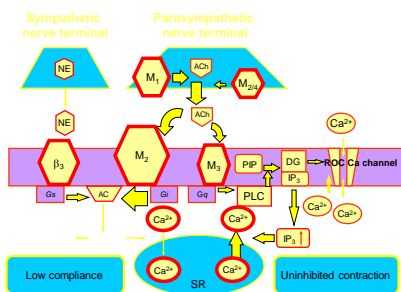 Sympathetic
nerve terminal
Parasympathetic
nerve terminal
NE
M1
ACh
M2/4
NE
ACh
Ca2+
β3
M2
M3
PIP
DG
IP3
ROC
Ca channel
Gs
AC
Gi
Gq
PLC
Ca2+
Ca2+
Ca2+
Ca2+
IP3 ↑
Ca2+
Ca2+
SR
Low compliance
Uninhibited contraction